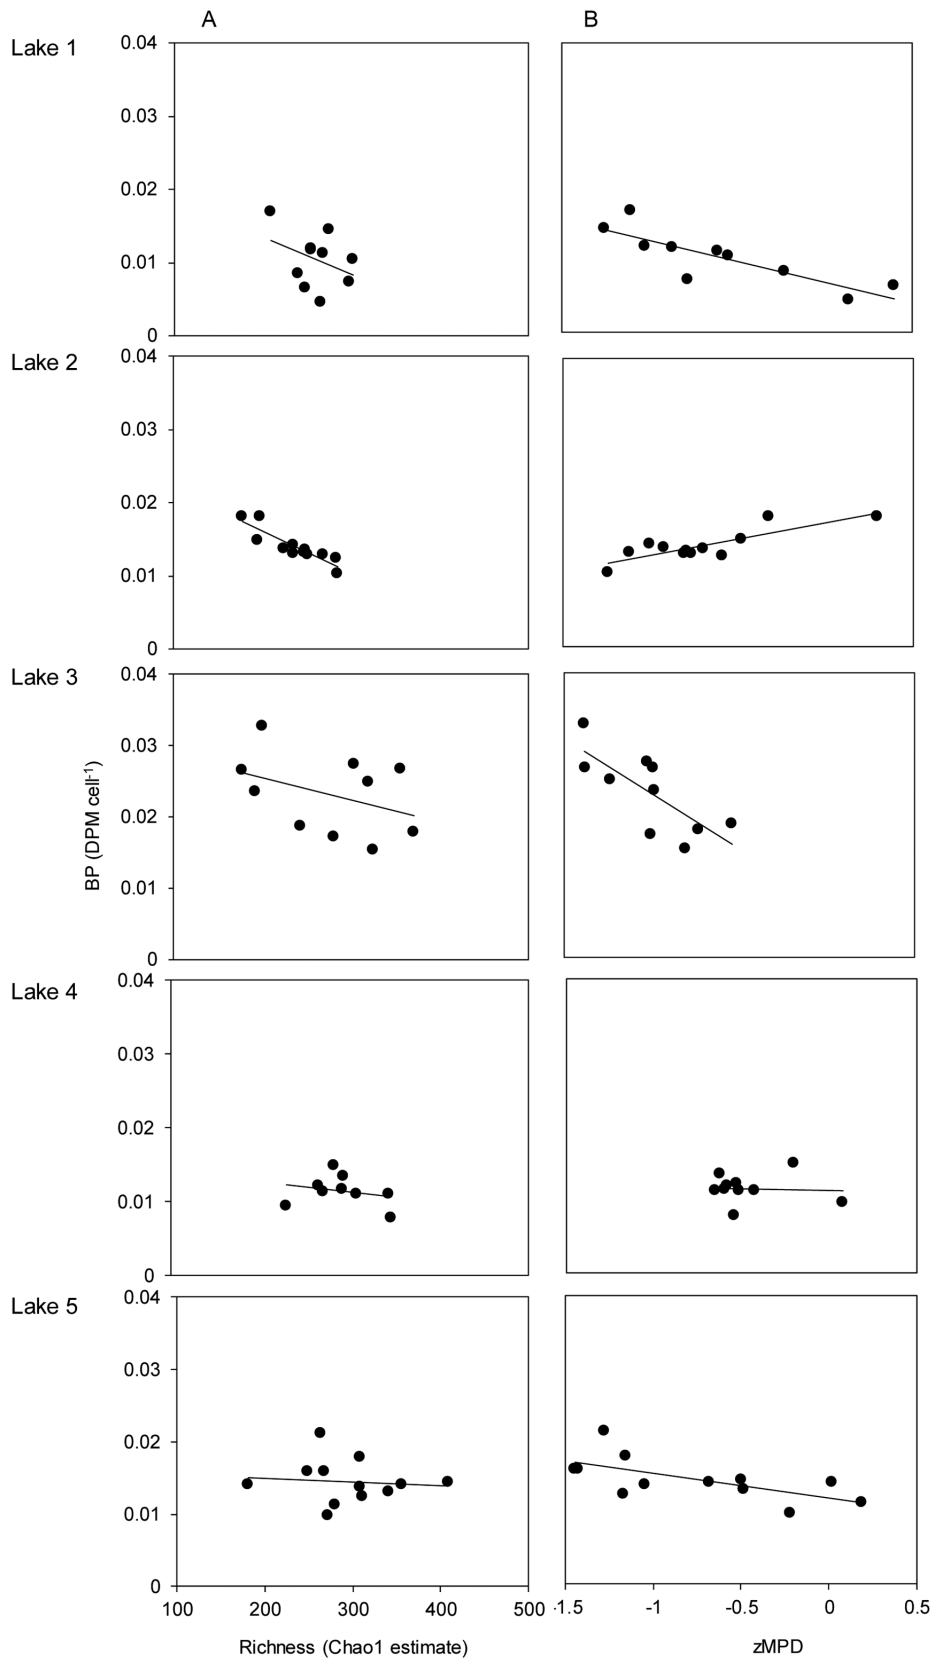 A B
Lake 1
0.04
0.03
0.02
0.01
0
Lake 2
0.04
0.03
0.02
0.01
0
Lake 3
0.04
0.03
0.02
0.01
0
BP (DPM cell-1)
Lake 4
0.04
0.03
0.02
0.01
0
Lake 5
0.04
0.03
0.02
0.01
0
100 200 300 400 500
-1.5 -1 -0.5 0 0.5
Richness (Chao1 estimate)
zMPD